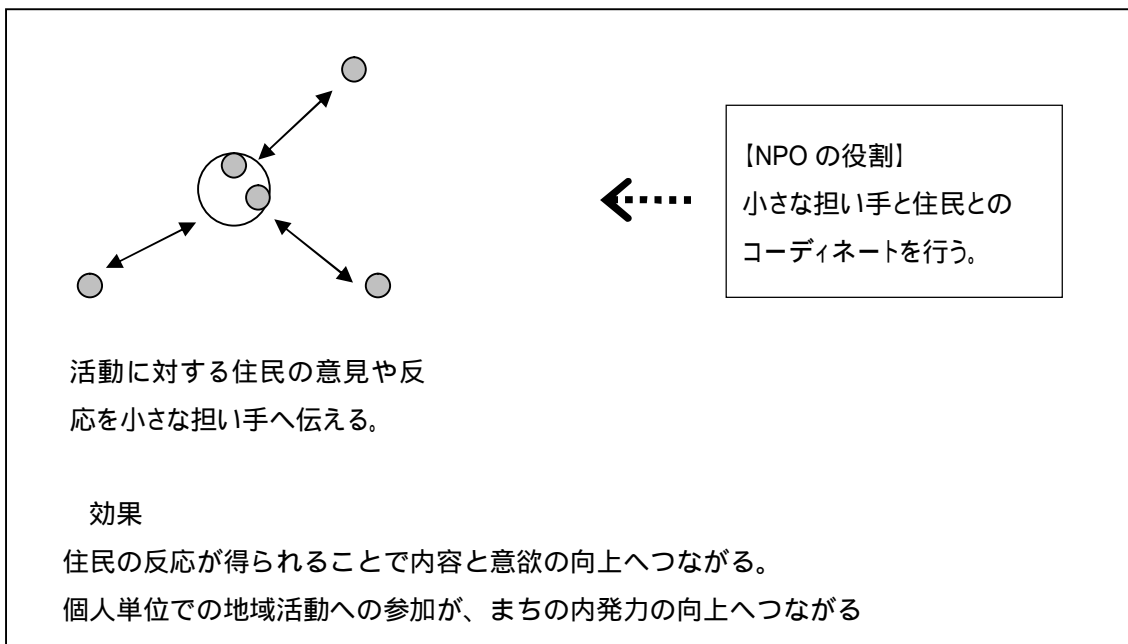 【NPO の役割】
小さな担い手と住民との
コーディネートを行う。
活動に対する住民の意見や反
応を小さな担い手へ伝える。
効果
住民の反応が得られることで内容と意欲の向上へつながる。
個人単位での地域活動への参加が、まちの内発力の向上へつながる